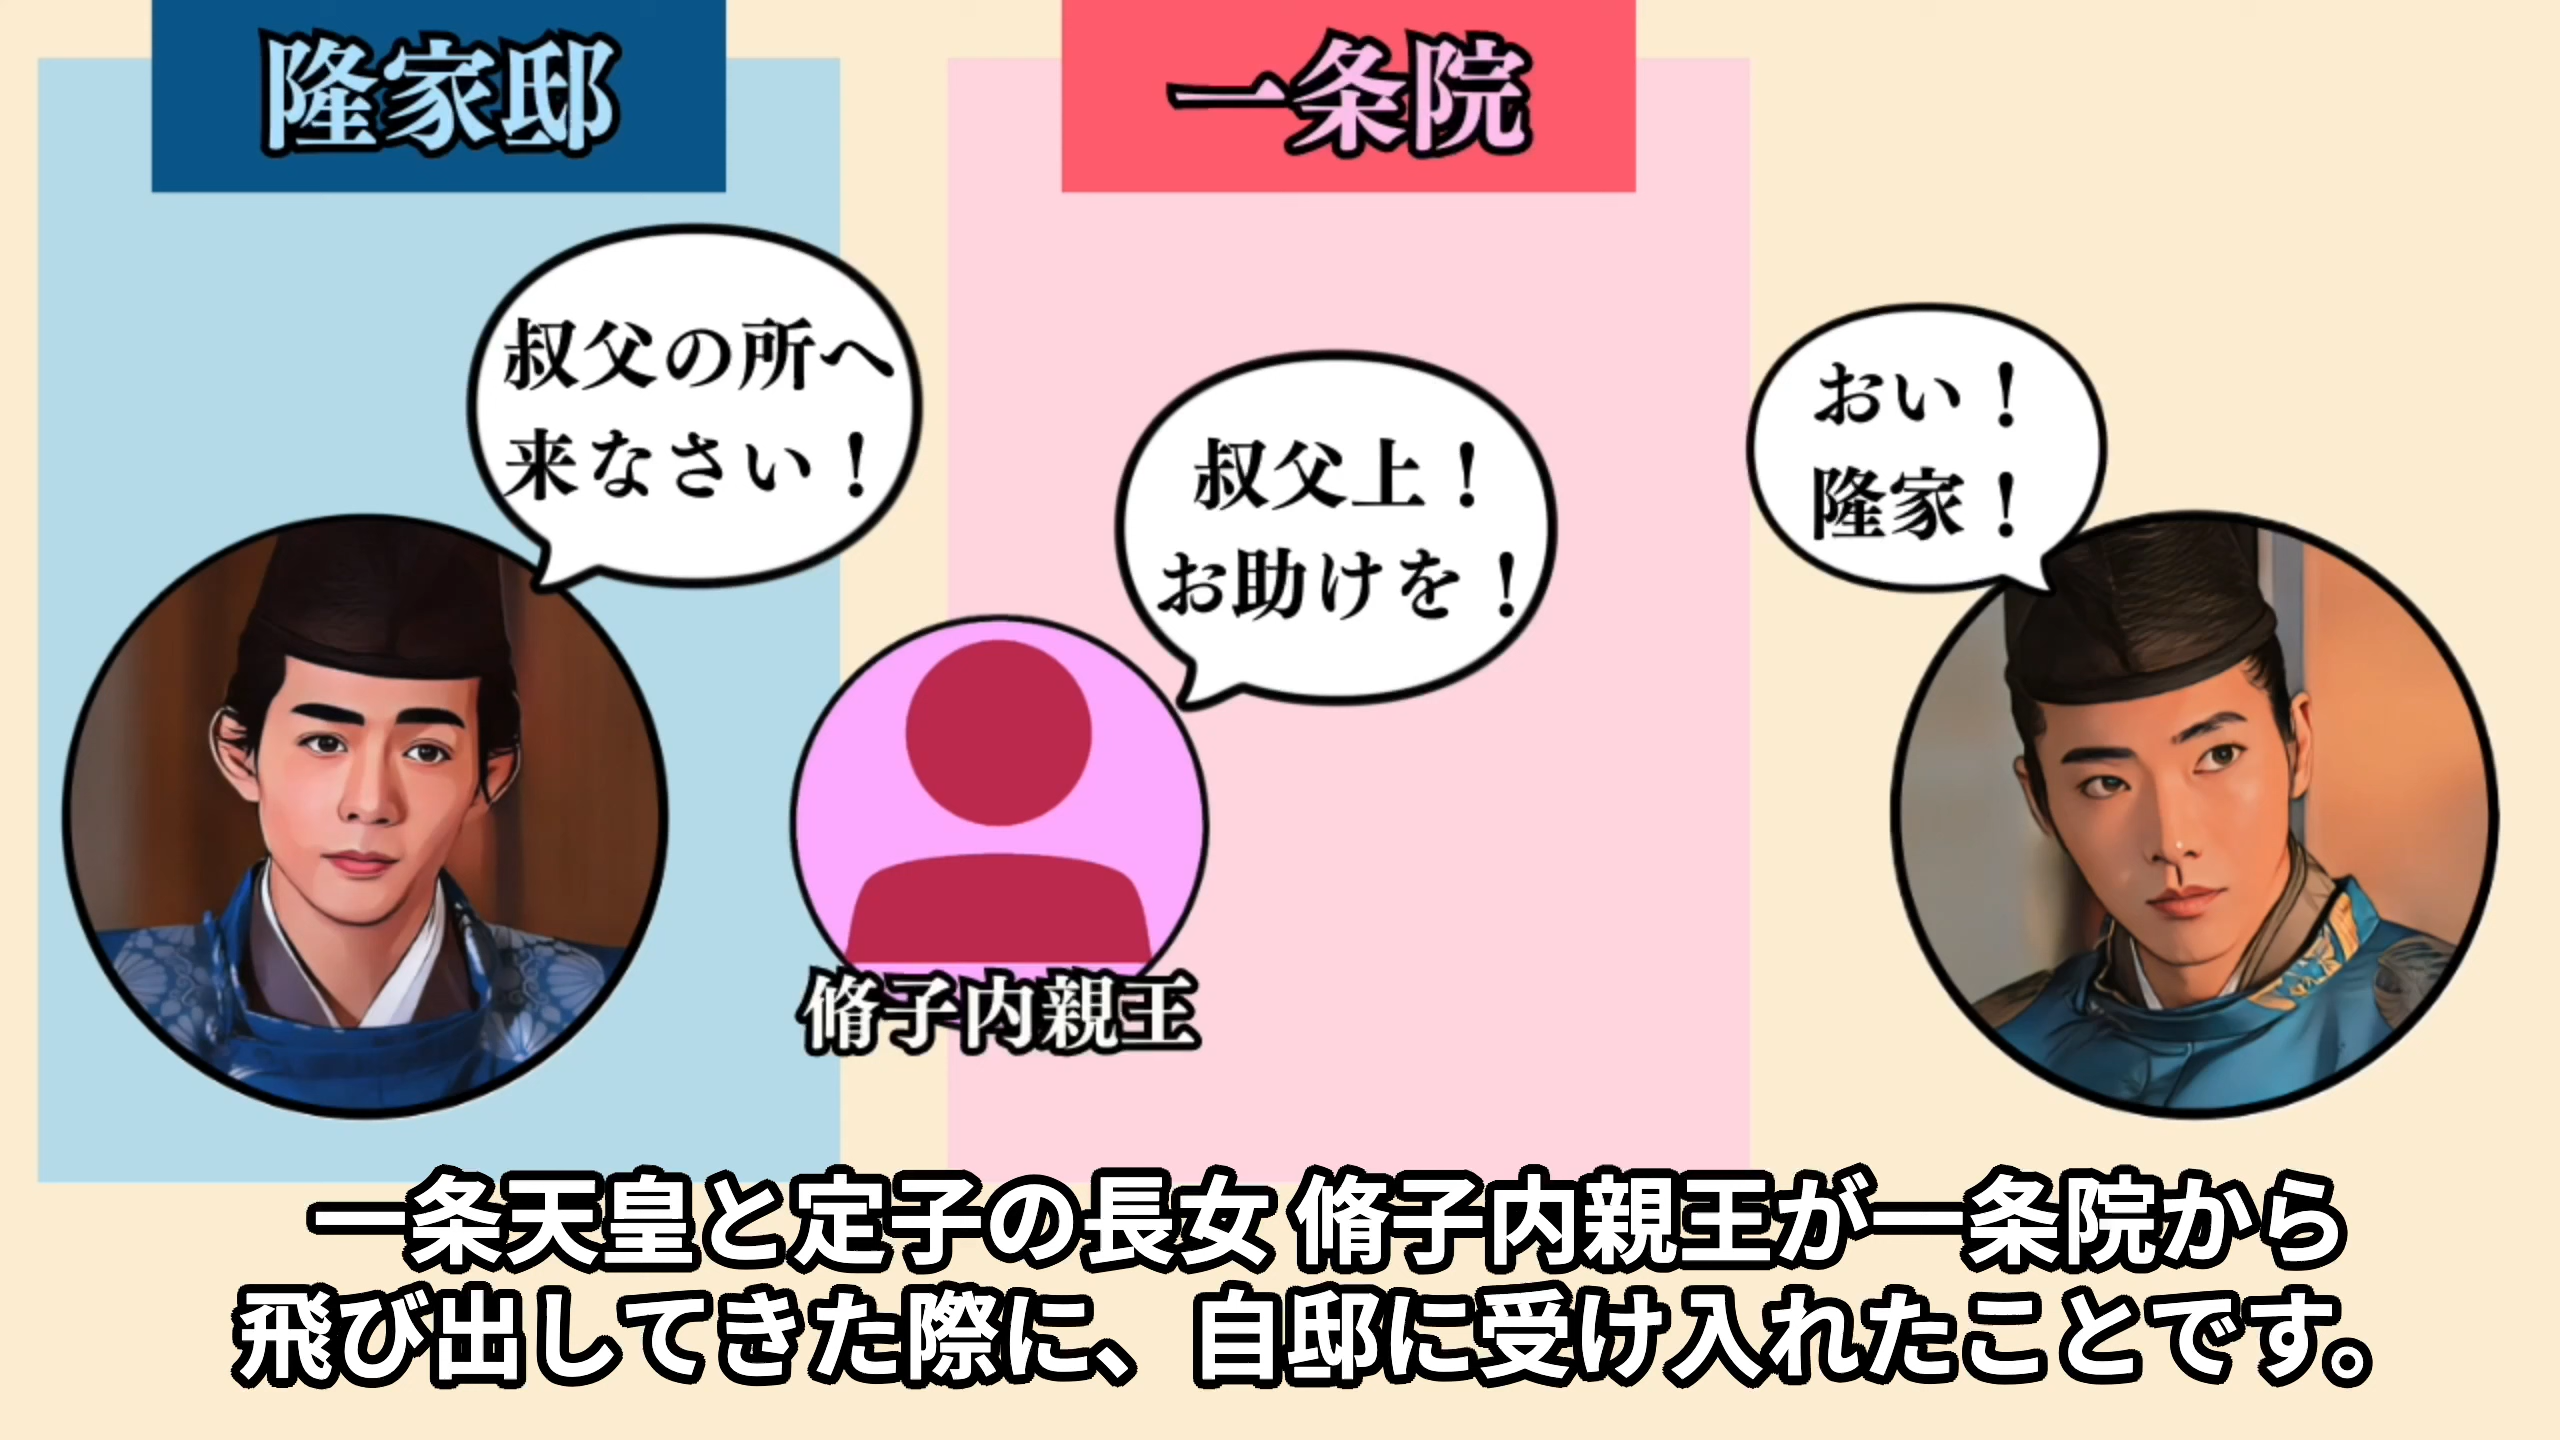 隆家邸
一条院
叔父の所へ
来なさい！
叔父上！
お助けを！
おい！
隆家！
脩子内親王
一条天皇と定子の長女 脩子内親王が一条院から
飛び出してきた際に、自邸に受け入れたことです。